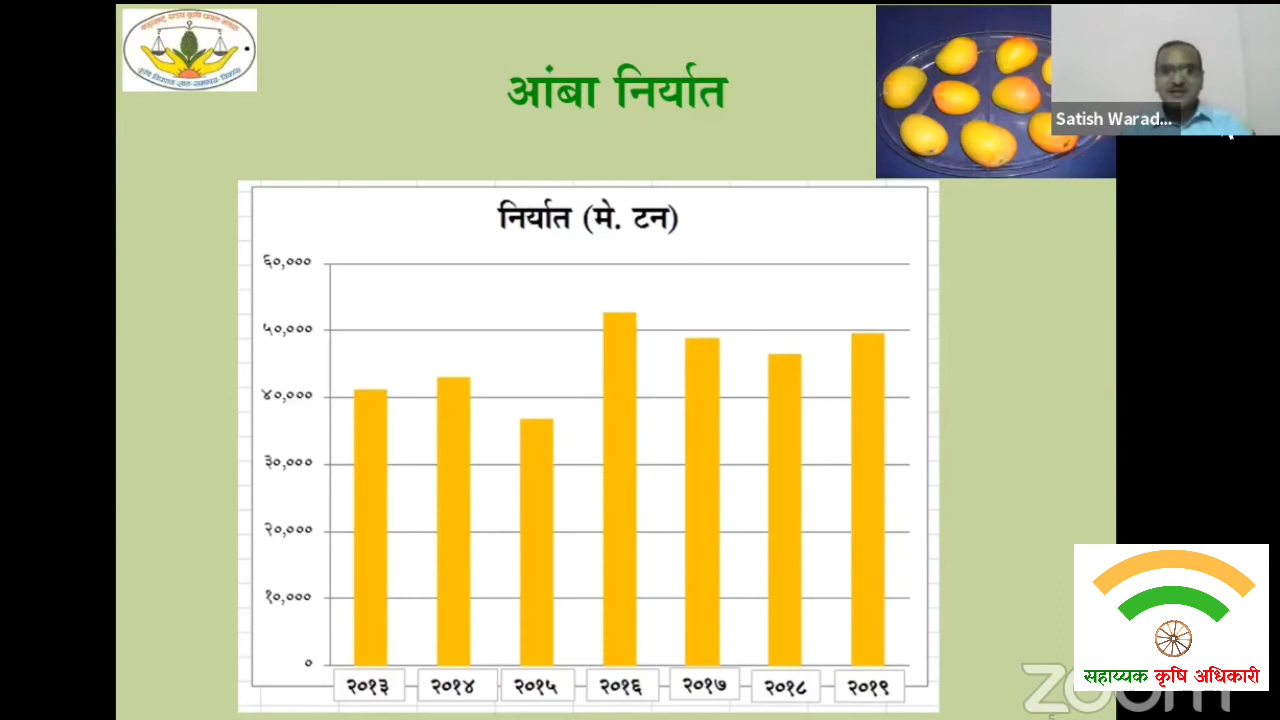 आंबा निर्यात
Satish Warad...
निर्यात (मे. टन)
६०,०००
५०,०००
४०,०००
३०,०००
२०,०००
१०,०००
०
२०१३ २०१४ २०१५ २०१६ २०१७ २०१८ २०१९
zoom
सहाय्यक कृषि अधिकारी